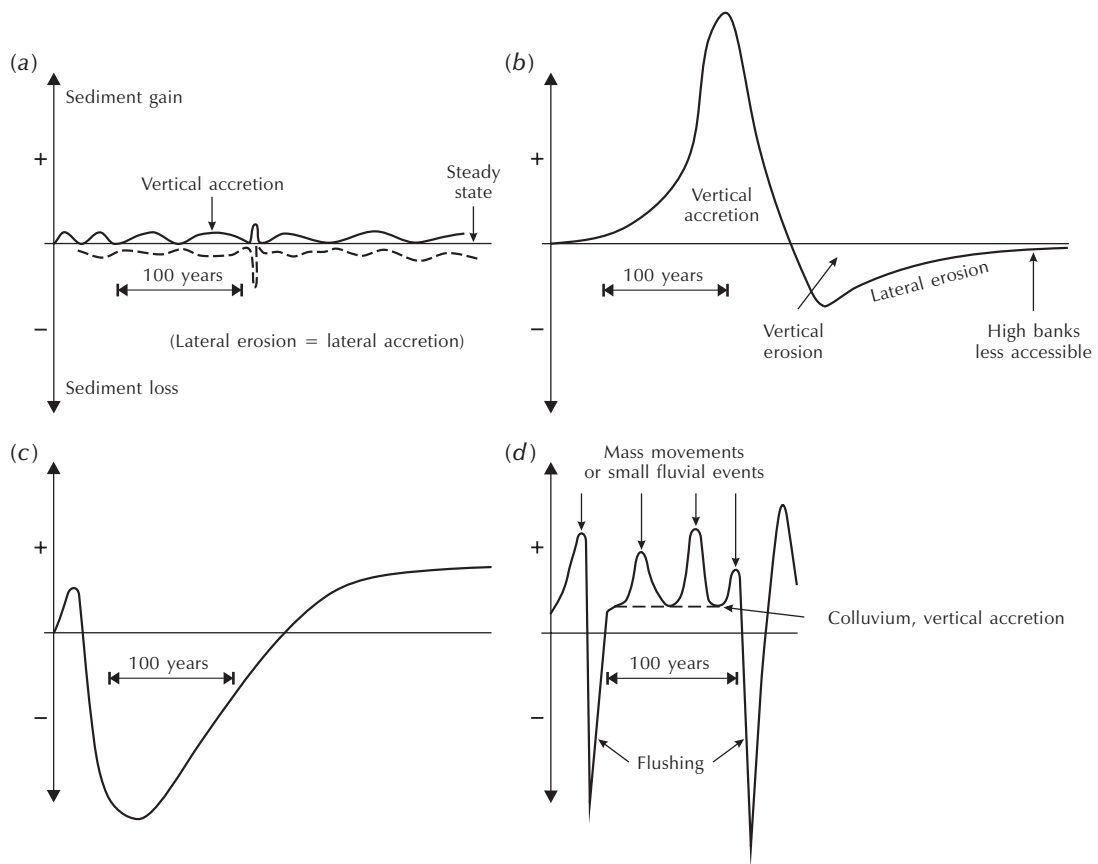 (a)
Sediment gain
+
Vertical accretion
Steady
state
100 years
−
(Lateral erosion = lateral accretion)
Sediment loss
(b)
+
Vertical
accretion
100 years
−
Lateral erosion
Vertical
erosion
High banks
less accessible
(c)
+
100 years
−
(d)
Mass movements
or small fluvial events
+
Colluvium, vertical accretion
100 years
−
Flushing